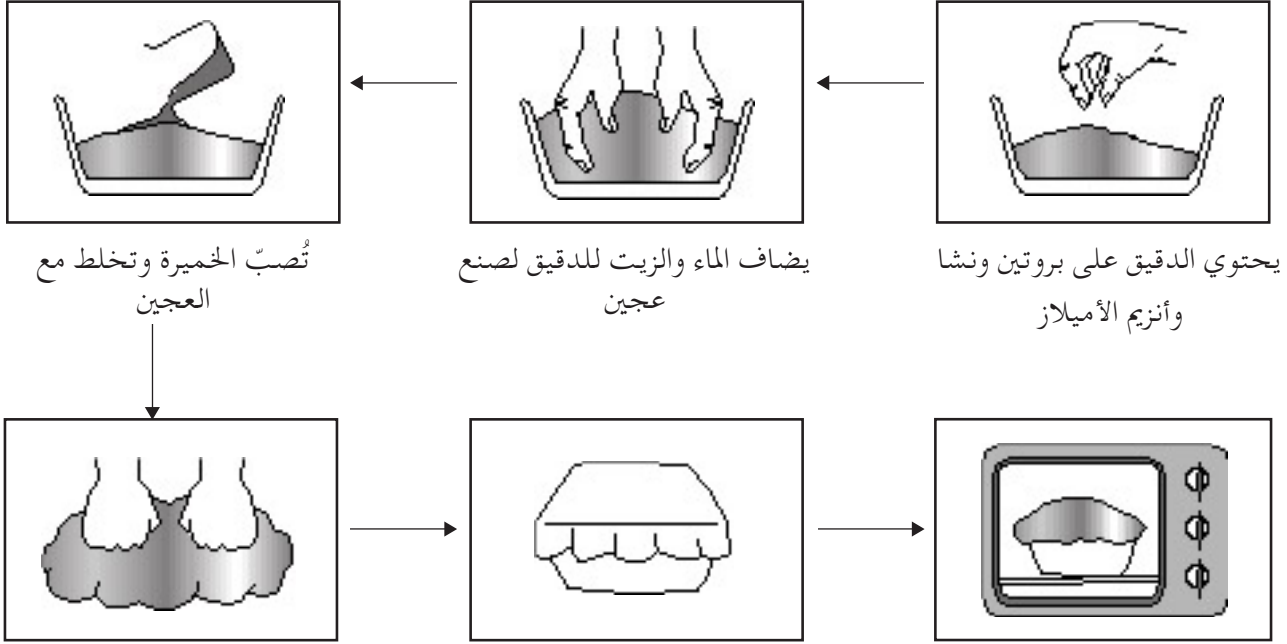 يحتوي الدقيق على بروتين ونشا
وأنزيم الأميلاز
يضاف الماء والزيت للدقيق لصنع
عجين
تُصبّ الخميرة وتخلط مع
العجين